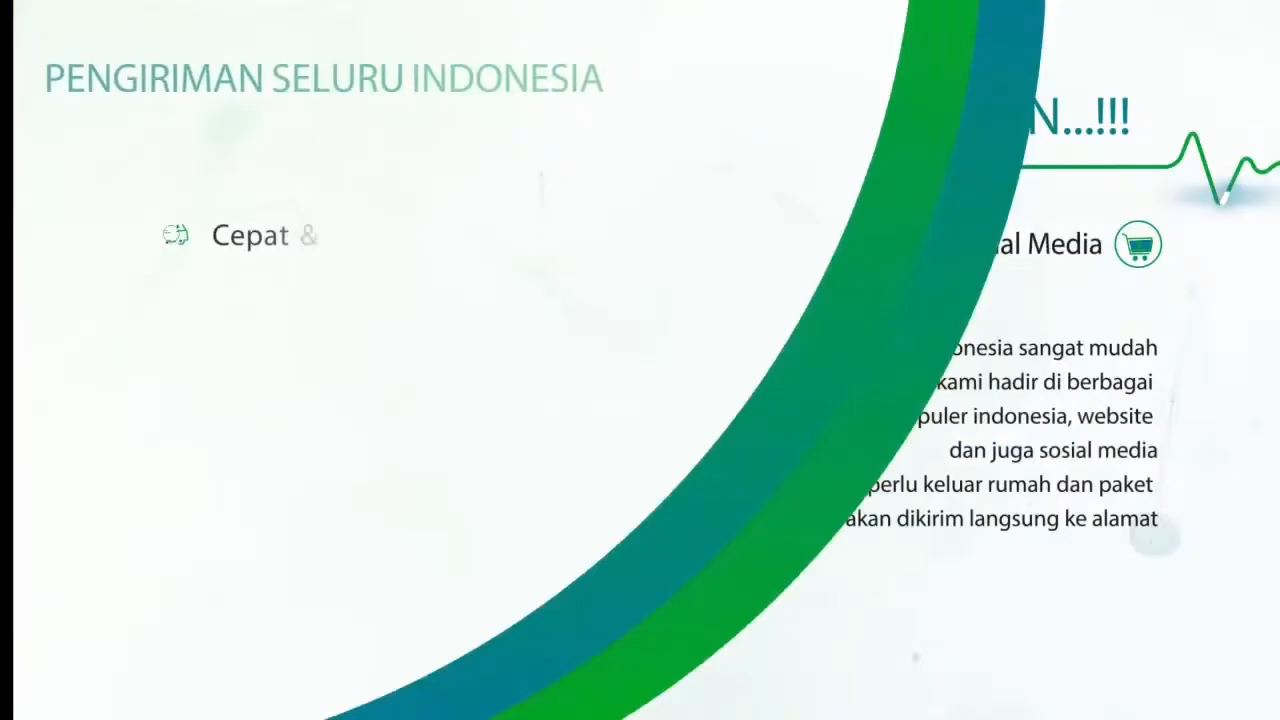 PENGIRIMAN SELURU INDONESIA
Cepat &
N...!!!
ial Media
onesia sangat mudah
kami hadir di berbagai
puler indonesia, website
dan juga sosial media
perlu keluar rumah dan paket
akan dikirim langsung ke alamat